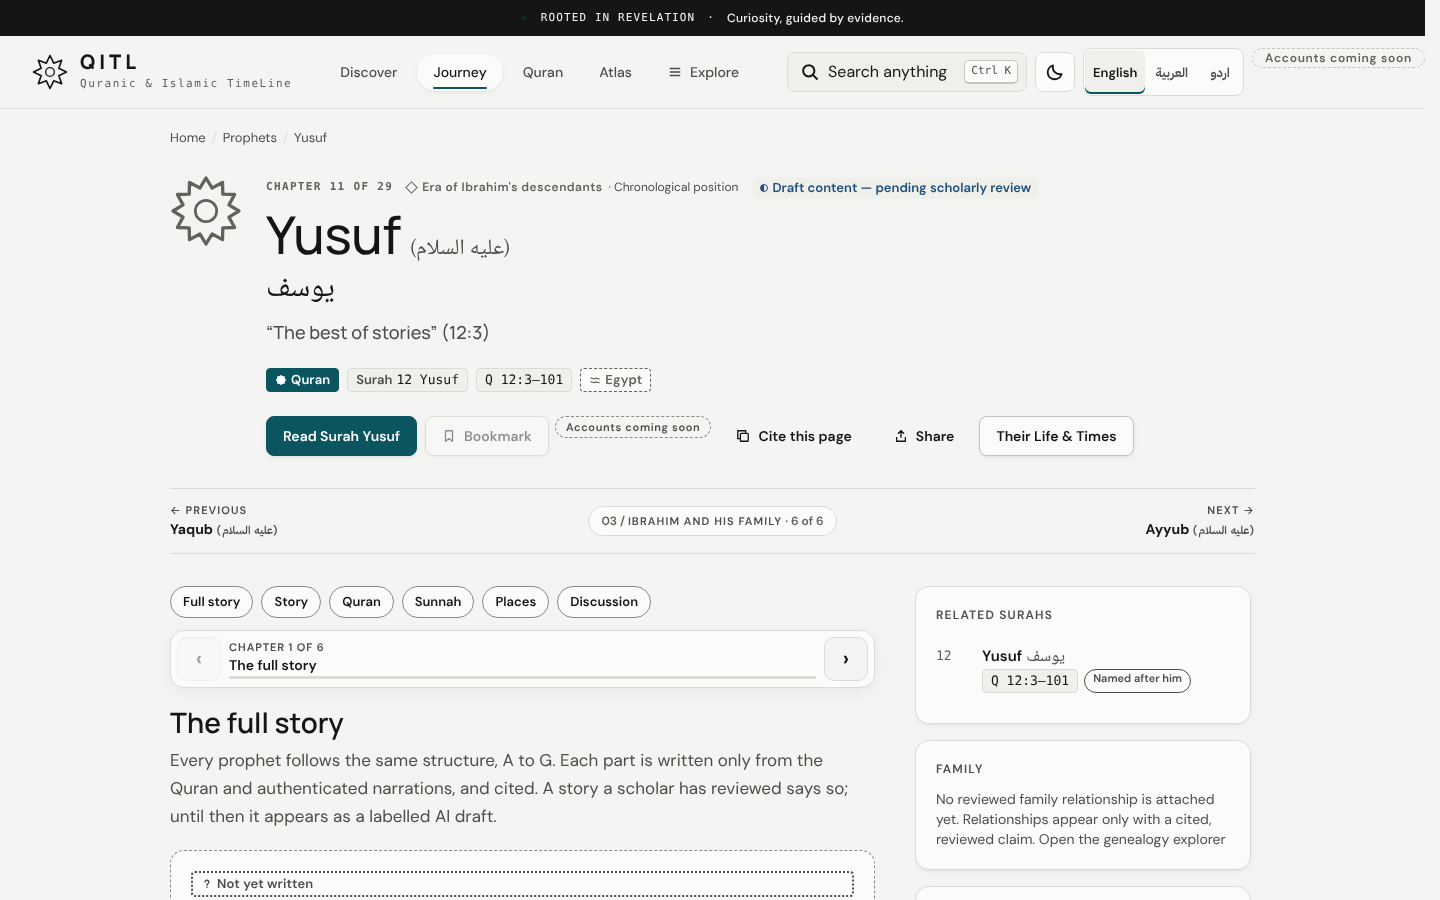 ROOTED IN REVELATION · Curiosity, guided by evidence.
QITL
Quranic & Islamic TimeLine
Discover Journey Quran Atlas Explore
Search anything Ctrl K
English العربية اردو
Accounts coming soon
Home / Prophets / Yusuf
CHAPTER 11 OF 29 Era of Ibrahim's descendants · Chronological position Draft content — pending scholarly review
Yusuf (عليه السلام)
يوسف
“The best of stories” (12:3)
Quran Surah 12 Yusuf Q 12:3–101 Egypt
Read Surah Yusuf Bookmark Accounts coming soon Cite this page Share Their Life & Times
← PREVIOUS
Yaqub (عليه السلام)
03 / IBRAHIM AND HIS FAMILY · 6 of 6
NEXT →
Ayyub (عليه السلام)
Full story Story Quran Sunnah Places Discussion
‹ CHAPTER 1 OF 6
The full story ›
The full story
Every prophet follows the same structure, A to G. Each part is written only from the
Quran and authenticated narrations, and cited. A story a scholar has reviewed says so;
until then it appears as a labelled AI draft.
? Not yet written
RELATED SURAHS
12 Yusuf يوسف
Q 12:3–101 Named after him
FAMILY
No reviewed family relationship is attached
yet. Relationships appear only with a cited,
reviewed claim. Open the genealogy explorer